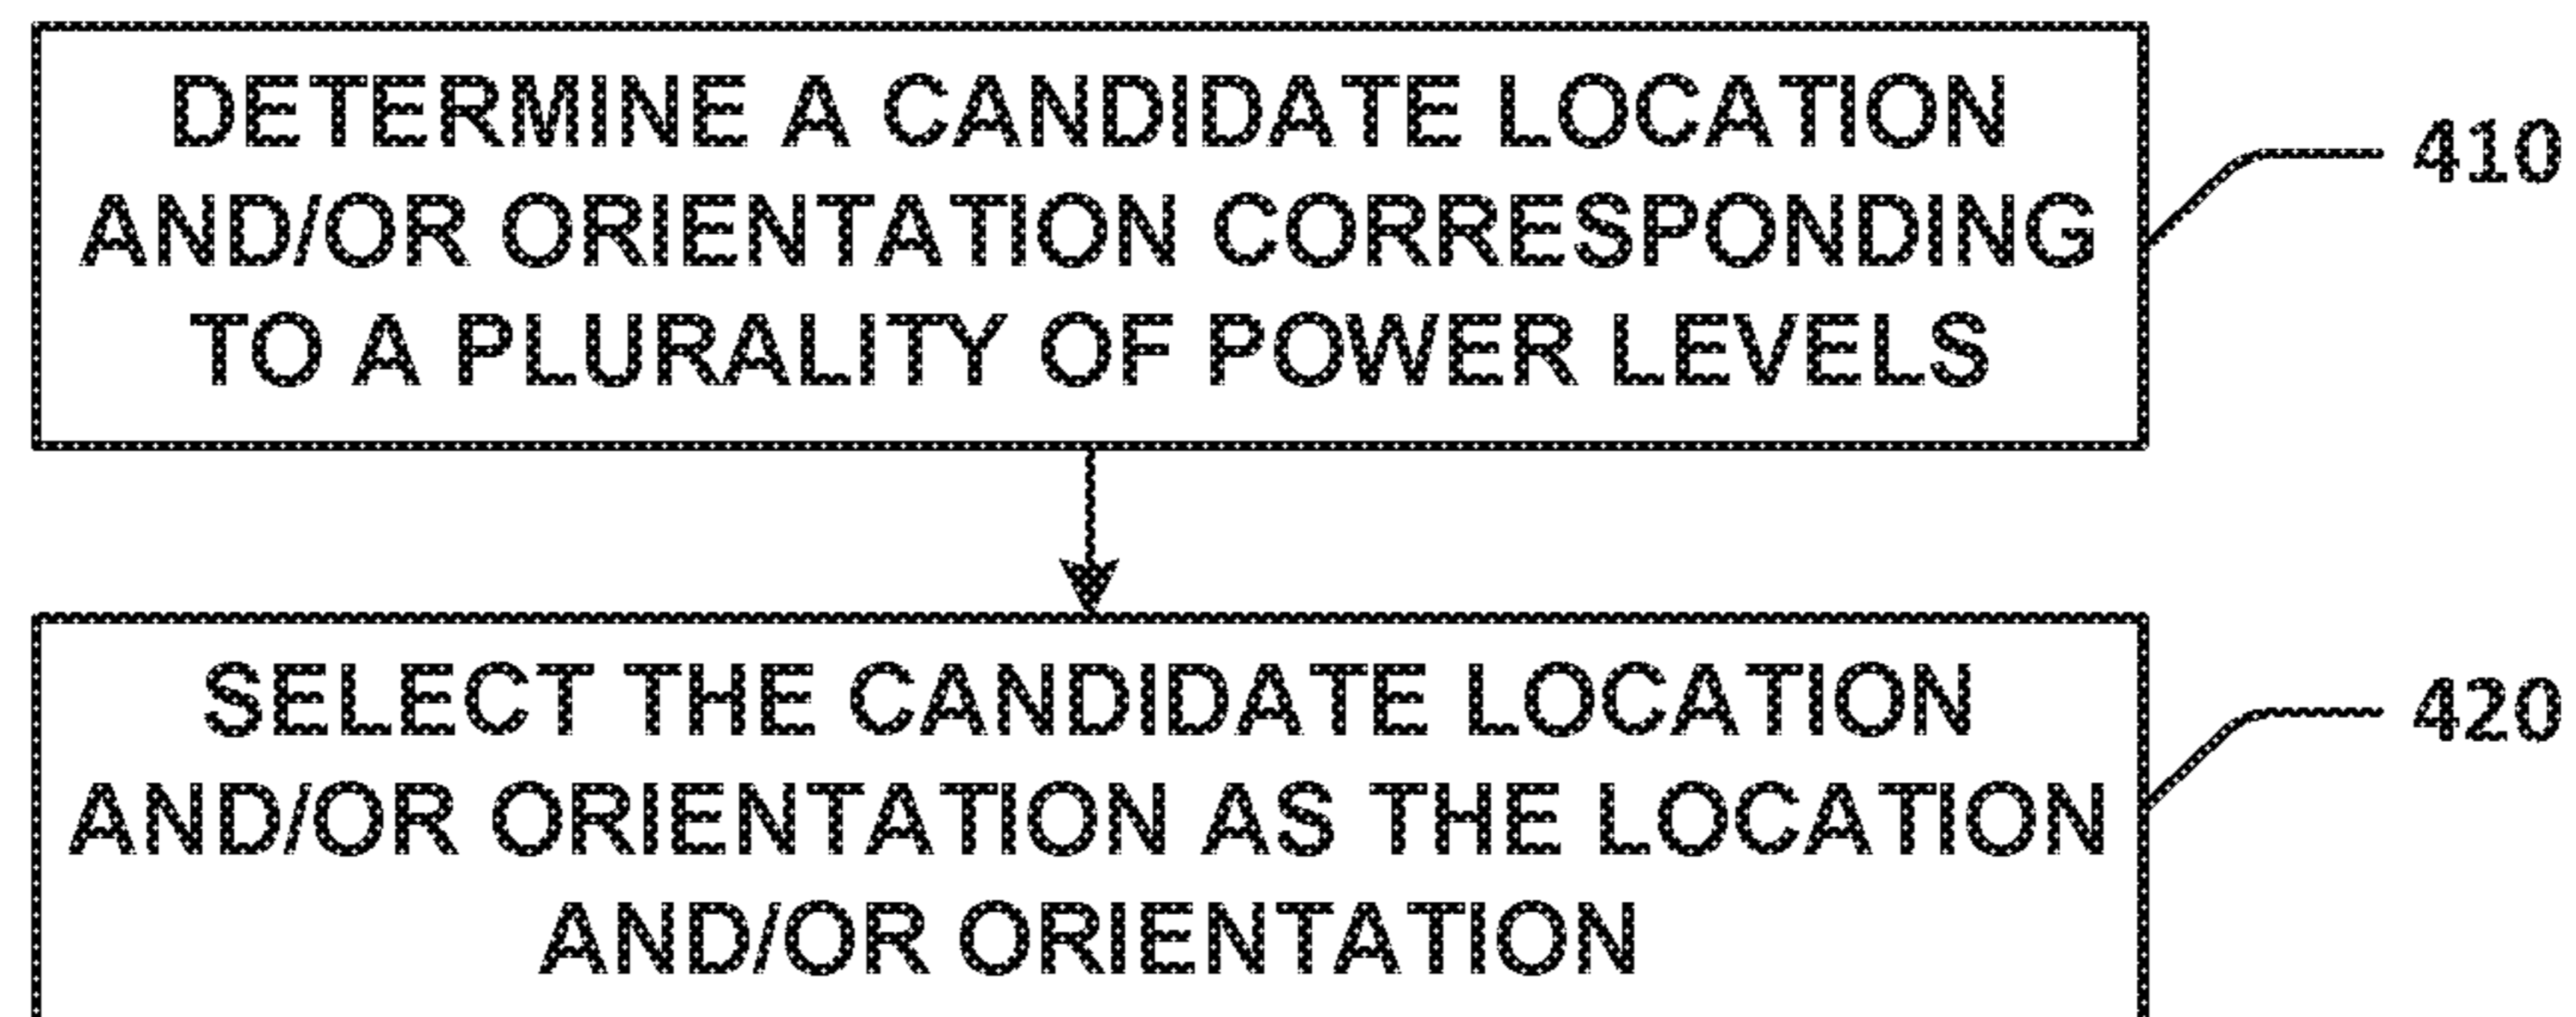 DETERMINE A CANDIDATE LOCATION
AND/OR ORIENTATION CORRESPONDING
TO A PLURALITY OF POWER LEVELS
410
SELECT THE CANDIDATE LOCATION
AND/OR ORIENTATION AS THE LOCATION
AND/OR ORIENTATION
420